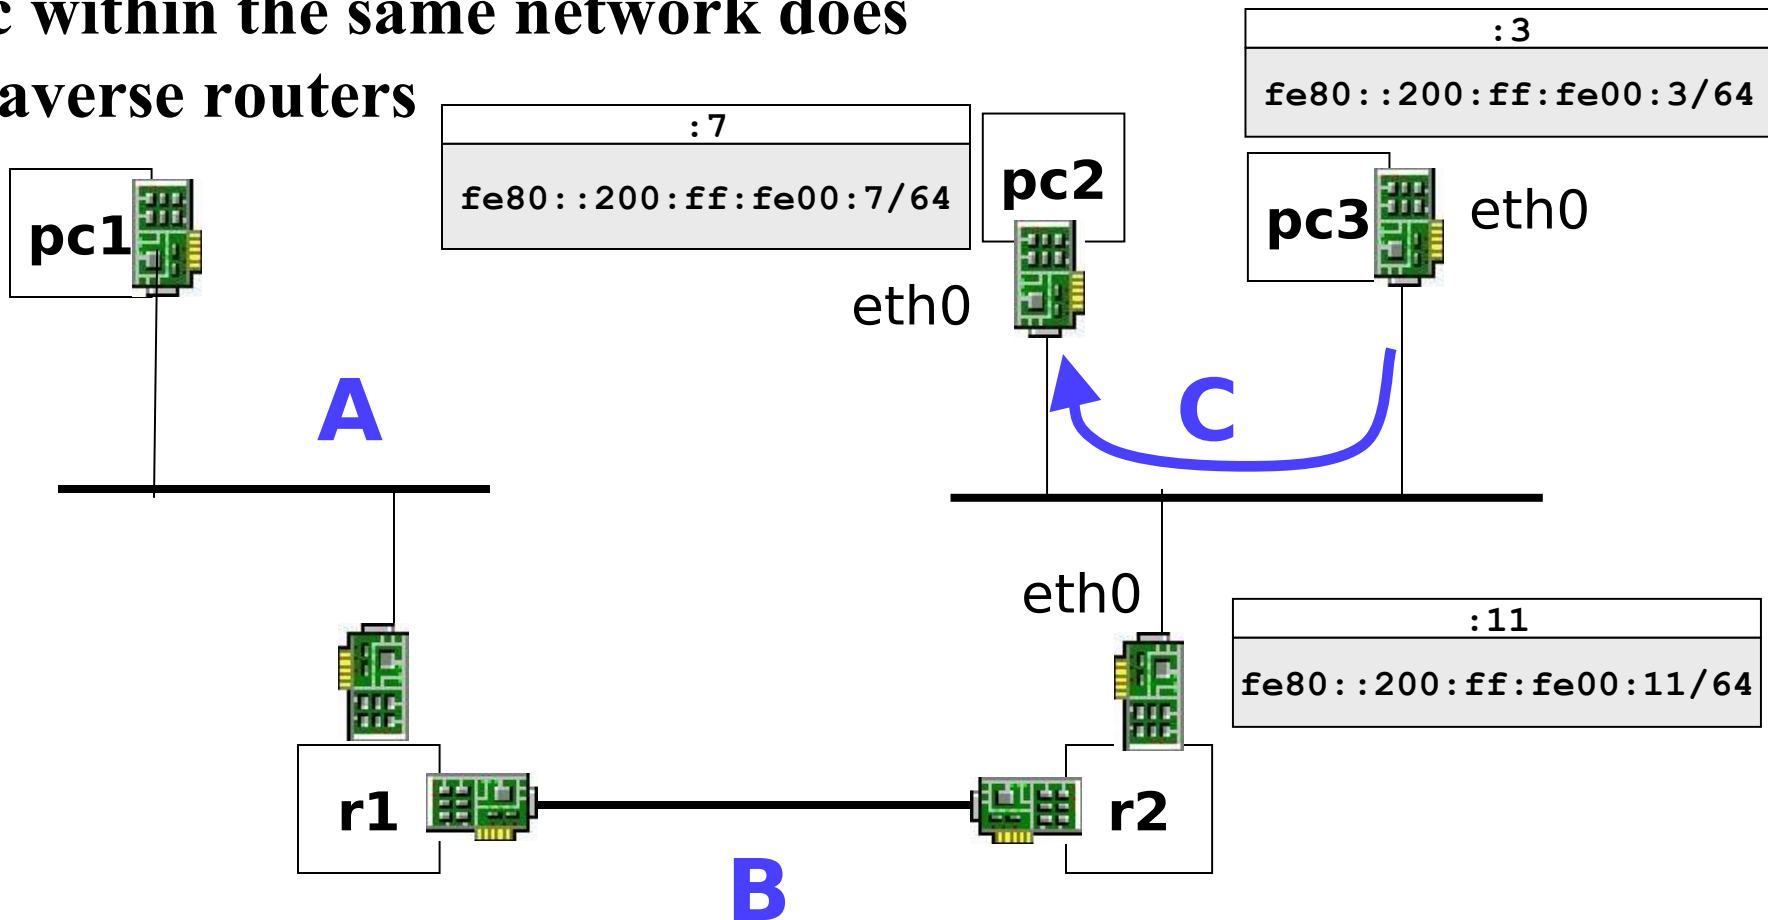 c within the same network does
averse routers
:3
fe80::200:ff:fe00:3/64
:7
fe80::200:ff:fe00:7/64
pc2
pc1
pc3
eth0
eth0
A
C
eth0
:11
fe80::200:ff:fe00:11/64
r1
r2
B